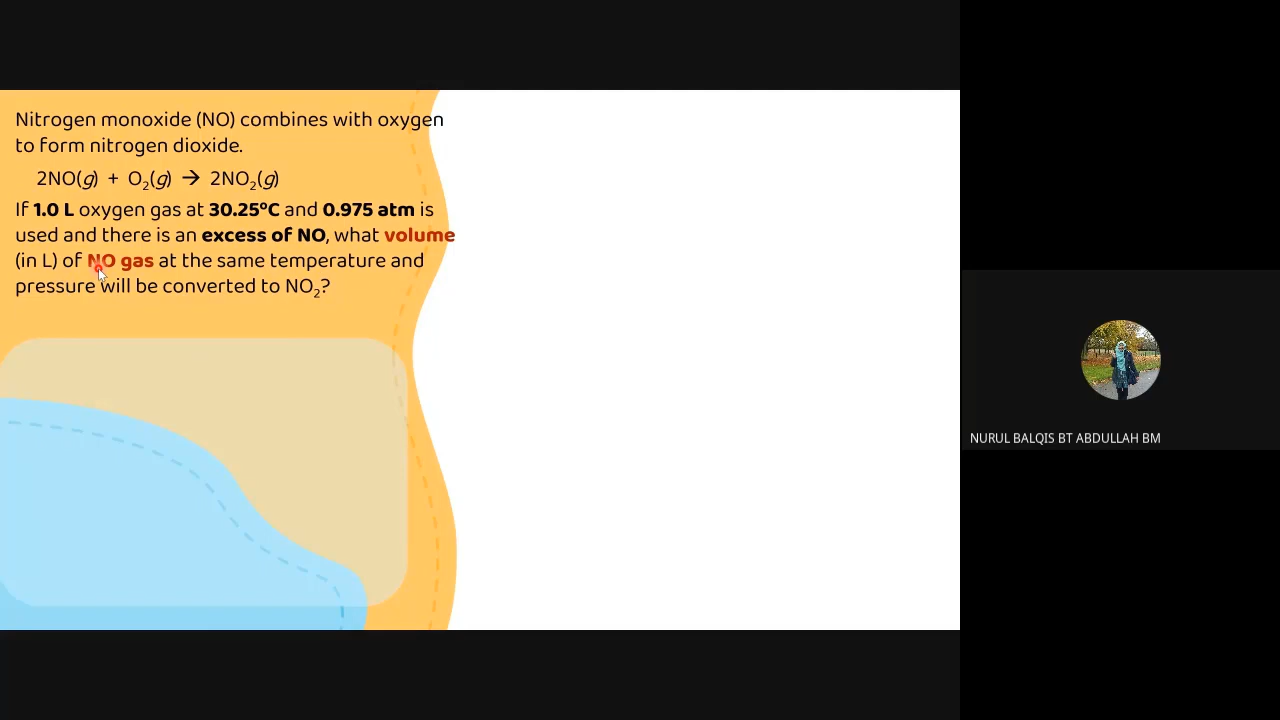 Nitrogen monoxide (NO) combines with oxygen
to form nitrogen dioxide.
2NO(g) + O₂(g) → 2NO₂(g)
If 1.0 L oxygen gas at 30.25ºC and 0.975 atm is
used and there is an excess of NO, what volume
(in L) of NO gas at the same temperature and
pressure will be converted to NO₂?
NURUL BALQIS BT ABDULLAH BM